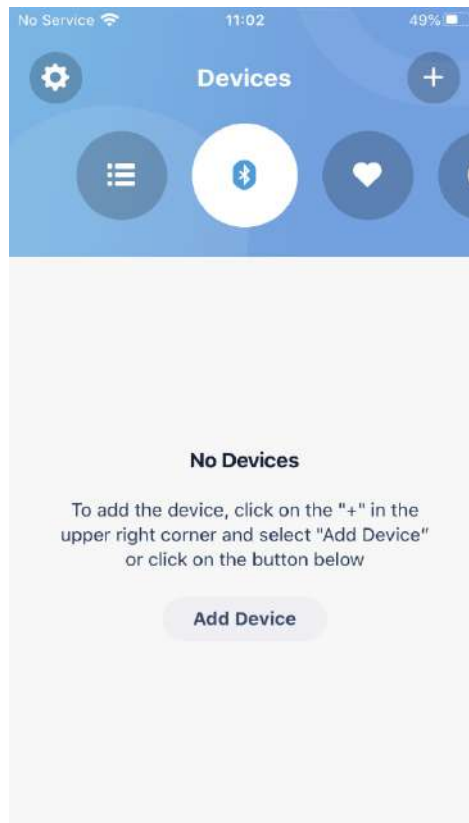 No Service 11:02 49%
Devices
No Devices
To add the device, click on the "+" in the
upper right corner and select "Add Device"
or click on the button below
Add Device